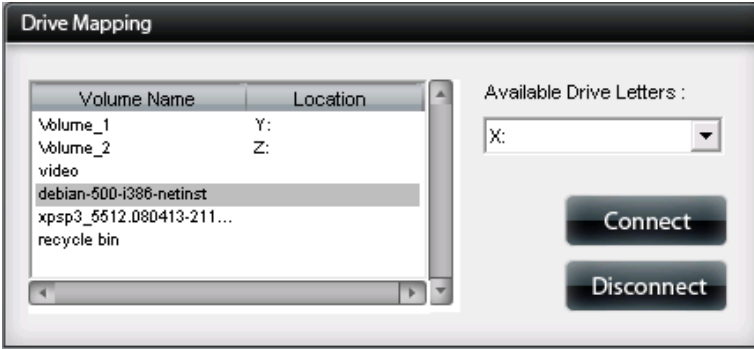 Drive Mapping
Volume Name Location
Volume_1 Y:
Volume_2 Z:
video
debian-500-i386-netinst
xpsp3_5512.080413-211...
recycle bin
Available Drive Letters :
X:
Connect
Disconnect